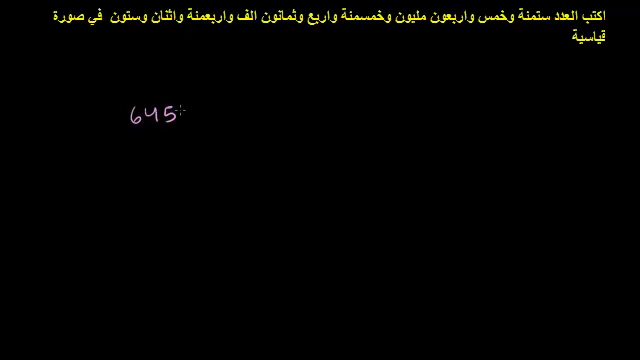 اكتب العدد ستمئة وخمس واربعون مليون وخمسمئة واربع وثمانون الف واربعمئة واثنان وستون في صورة
قياسية
645